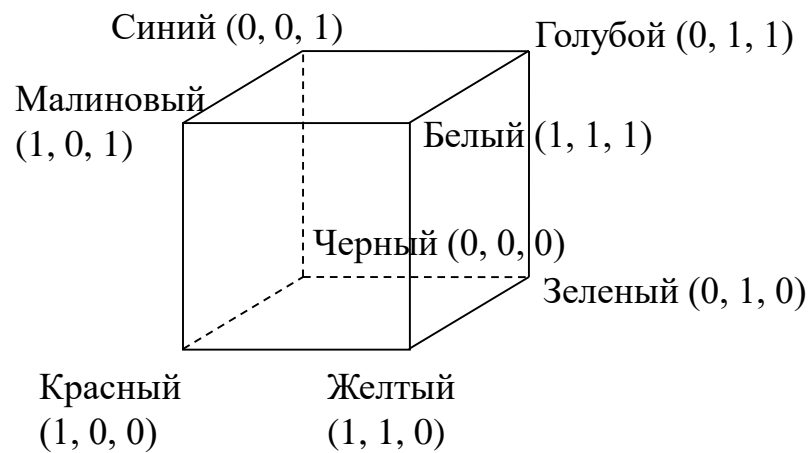 Синий (0, 0, 1)
Голубой (0, 1, 1)
Малиновый
(1, 0, 1)
Белый (1, 1, 1)
Черный (0, 0, 0)
Зеленый (0, 1, 0)
Красный
(1, 0, 0)
Желтый
(1, 1, 0)